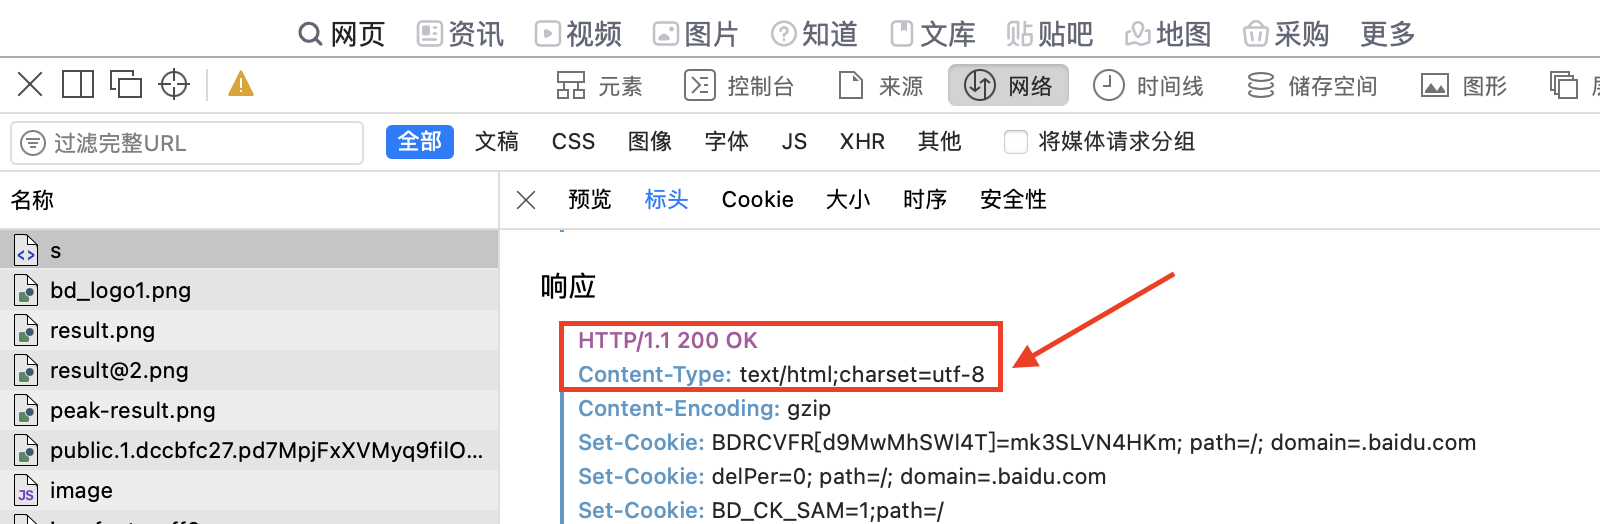 网页 资讯 视频 图片 知道 文库 贴 贴吧 地图 采购 更多
元素 控制台 来源 网络 时间线 储存空间 图形
过滤完整URL 全部 文稿 CSS 图像 字体 JS XHR 其他 将媒体请求分组
名称 预览 标头 Cookie 大小 时序 安全性
s
bd_logo1.png
result.png
result@2.png
peak-result.png
public.1.dccbfc27.pd7MpjFxXVMyq9filO...
JS image
响应
HTTP/1.1 200 OK
Content-Type: text/html;charset=utf-8
Content-Encoding: gzip
Set-Cookie: BDRCVFR[d9MwMhSWl4T]=mk3SLVN4HKm; path=/; domain=.baidu.com
Set-Cookie: delPer=0; path=/; domain=.baidu.com
Set-Cookie: BD_CK_SAM=1;path=/